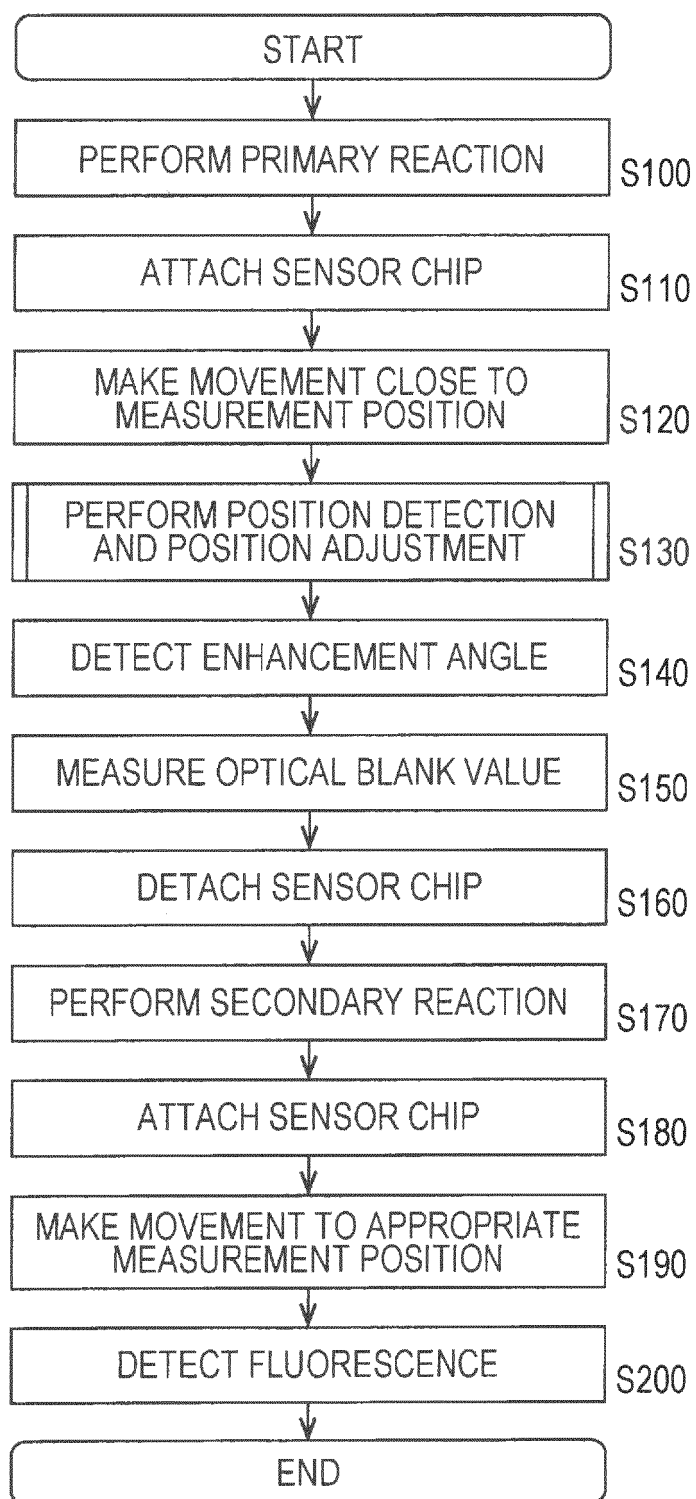 START
PERFORM PRIMARY REACTION
S100
ATTACH SENSOR CHIP
S110
MAKE MOVEMENT CLOSE TO
MEASUREMENT POSITION
S120
PERFORM POSITION DETECTION
AND POSITION ADJUSTMENT
S130
DETECT ENHANCEMENT ANGLE
S140
MEASURE OPTICAL BLANK VALUE
S150
DETACH SENSOR CHIP
S160
PERFORM SECONDARY REACTION
S170
ATTACH SENSOR CHIP
S180
MAKE MOVEMENT TO APPROPRIATE
MEASUREMENT POSITION
S190
DETECT FLUORESCENCE
S200
END